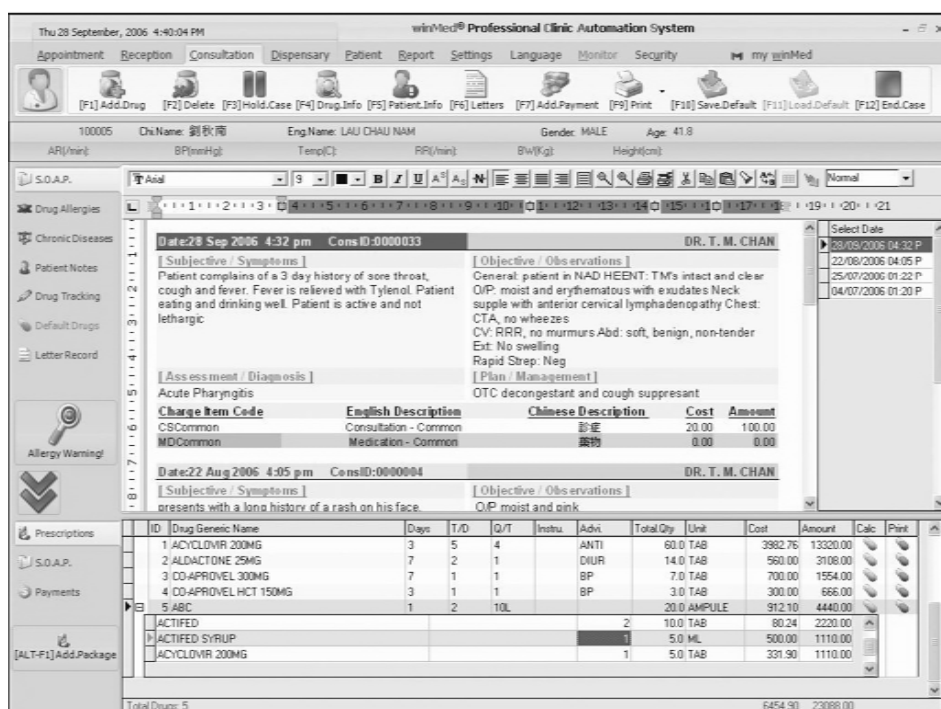 Thu 28 September, 2006 4:40:04 PM
winMed® Professional Clinic Automation System
Appointment Reception Consultation Dispensary Patient Report Settings Language Monitor Security my winMed
[F1] Add.Drug [F2] Delete [F3] Hold.Case [F4] Drug.Info [F5] Patient.Info [F6] Letters [F7] Add.Payment [F9] Print [F10] Save.Default [F11] Load.Default [F12] End.Case
100005 Chi.Name: 劉秋南 Eng.Name: LAU CHAU NAM Gender: MALE Age: 41.8
AR(/min): BP(mmHg): Temp(C): RR(/min): BW(Kg): Height(cm):
S.O.A.P.
Drug Allergies
Chronic Diseases
Patient Notes
Drug Tracking
Default Drugs
Letter Record
Allergy Warning!
Arial 9 B I U Normal
Date:28 Sep 2006 4:32 pm ConsID:0000033 DR. T. M. CHAN
[ Subjective / Symptoms ]
Patient complains of a 3 day history of sore throat,
cough and fever. Fever is relieved with Tylenol. Patient
eating and drinking well. Patient is active and not
lethargic
[ Objective / Observations ]
General: patient in NAD HEENT: TM's intact and clear
O/P: moist and erythematous with exudates Neck
supple with anterior cervical lymphadenopathy Chest:
CTA, no wheezes
CV: RRR, no murmurs Abd: soft, benign, non-tender
Ext: No swelling
Rapid Strep: Neg
[ Assessment / Diagnosis ]
Acute Pharyngitis
[ Plan / Management ]
OTC decongestant and cough suppresant
Charge Item Code English Description Chinese Description Cost Amount
CSCommon Consultation - Common 診症 20.00 100.00
MDCommon Medication - Common 藥物 0.00 0.00
Date:22 Aug 2006 4:05 pm ConsID:0000004 DR. T. M. CHAN
[ Subjective / Symptoms ]
presents with a long history of a rash on his face.
[ Objective / Observations ]
O/P moist and pink
Select Date
28/09/2006 04:32 P
22/08/2006 04:05 P
25/07/2006 01:22 P
04/07/2006 01:20 P
Prescriptions
S.O.A.P.
Payments
[ALT-F1]Add.Package
ID Drug Generic Name Days T/D Q/T Instru. Advi. Total.Qty Unit Cost Amount Calc Print
1 ACYCLOVIR 200MG 3 5 4 ANTI 60.0 TAB 3982.76 13320.00
2 ALDACTONE 25MG 7 2 1 DIUR 14.0 TAB 560.00 3108.00
3 CO-APROVEL 300MG 7 1 1 BP 7.0 TAB 700.00 1554.00
4 CO-APROVEL HCT 150MG 3 1 1 BP 3.0 TAB 300.00 666.00
5 ABC 1 2 10L 20.0 AMPULE 912.10 4440.00
ACTIFED 2 10.0 TAB 80.24 2220.00
ACTIFED SYRUP 1 5.0 ML 500.00 1110.00
ACYCLOVIR 200MG 1 5.0 TAB 331.90 1110.00
Total Drugs: 5 6454.90 23088.00